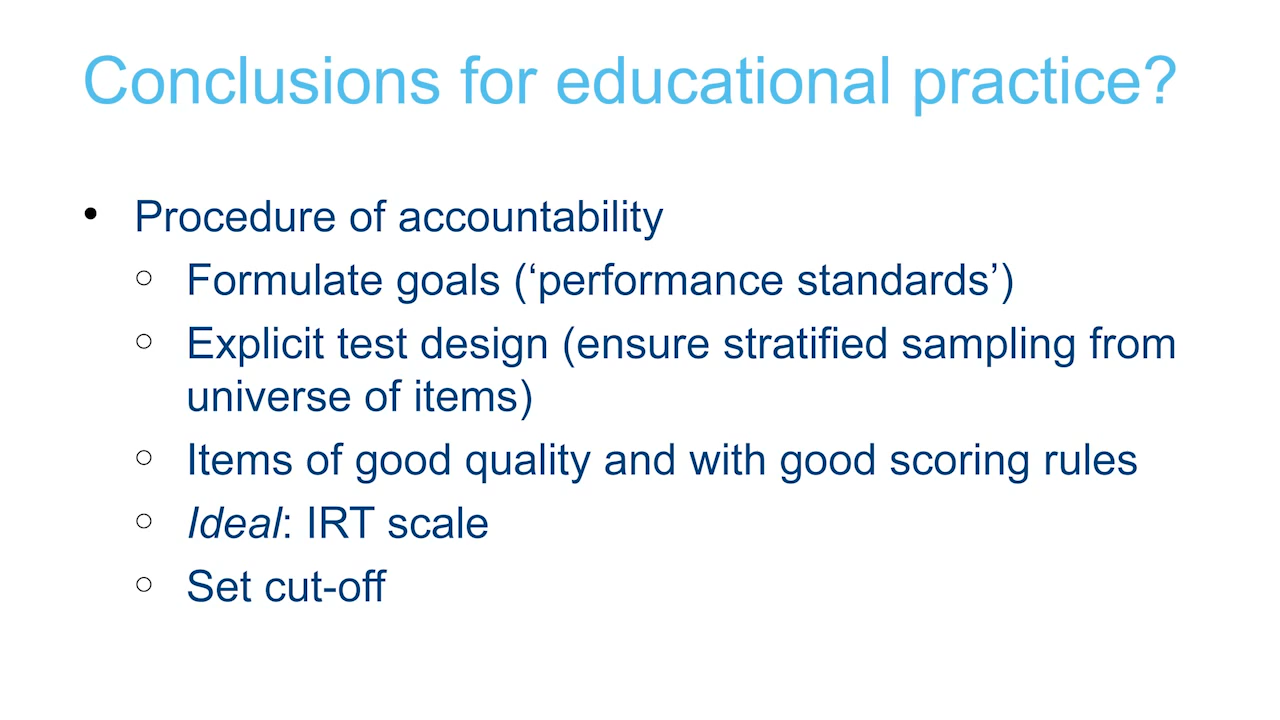 Conclusions for educational practice?
• Procedure of accountability
○ Formulate goals (‘performance standards’)
○ Explicit test design (ensure stratified sampling from
universe of items)
○ Items of good quality and with good scoring rules
○ Ideal: IRT scale
○ Set cut-off